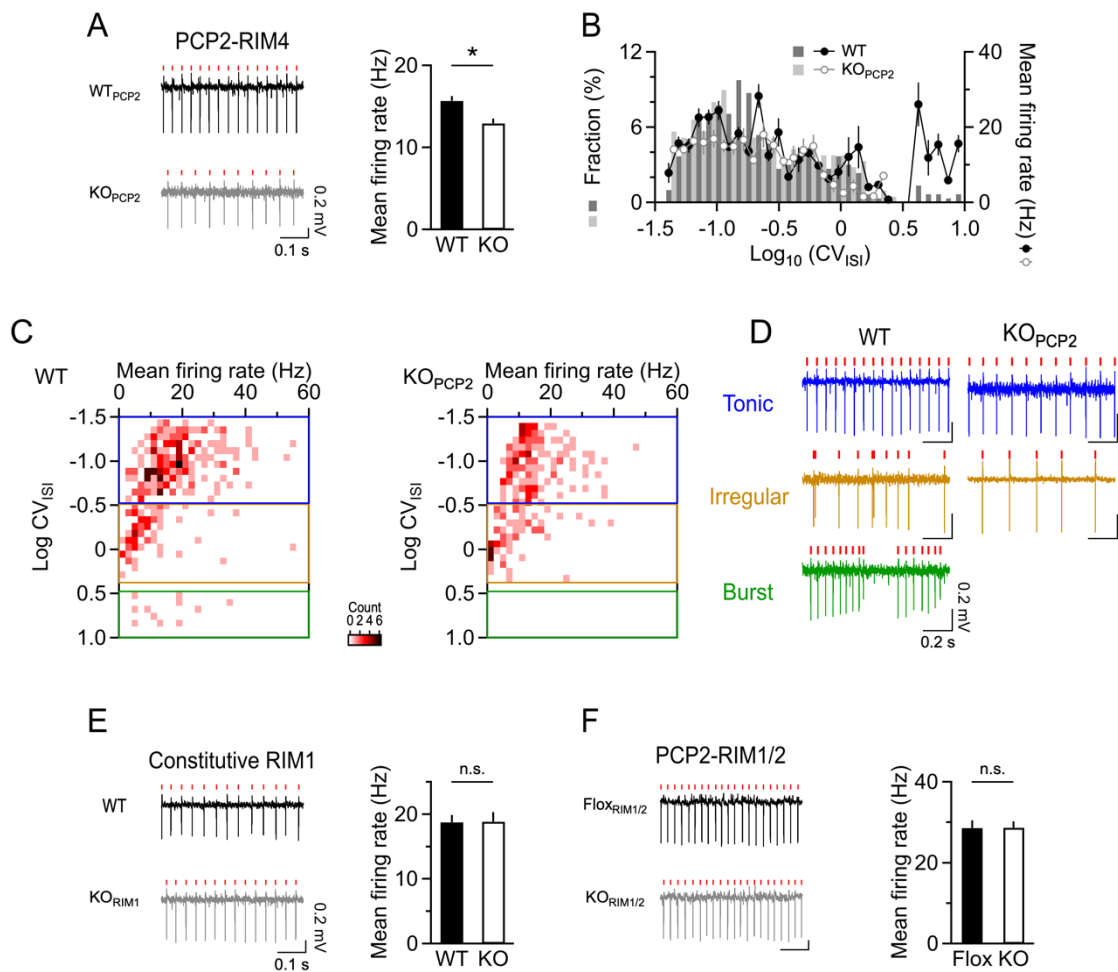 A
PCP2-RIM4
WTPCP2
KOPCP2
0.2 mV
0.1 s
Mean firing rate (Hz)
20
10
0
*
WT KO
B
Fraction (%)
12
6
0
WT
KOPCP2
40
30
20
10
0
Mean firing rate (Hz)
-1.5 -1.0 -0.5 0.0 0.5 1.0
Log10 (CVISI)
C
WT
Mean firing rate (Hz)
0 20 40 60
Log CVISI
-1.5
-1.0
-0.5
0
0.5
1.0
Count
0 2 4 6
KOPCP2
Mean firing rate (Hz)
0 20 40 60
-1.5
-1.0
-0.5
0
0.5
1.0
Log CVISI
D
WT KOPCP2
Tonic
Irregular
Burst
0.2 mV
0.2 s
E
Constitutive RIM1
WT
KORIM1
0.2 mV
0.1 s
Mean firing rate (Hz)
30
20
10
0
n.s.
WT KO
F
PCP2-RIM1/2
FloxRIM1/2
KORIM1/2
Mean firing rate (Hz)
40
20
0
n.s.
Flox KO